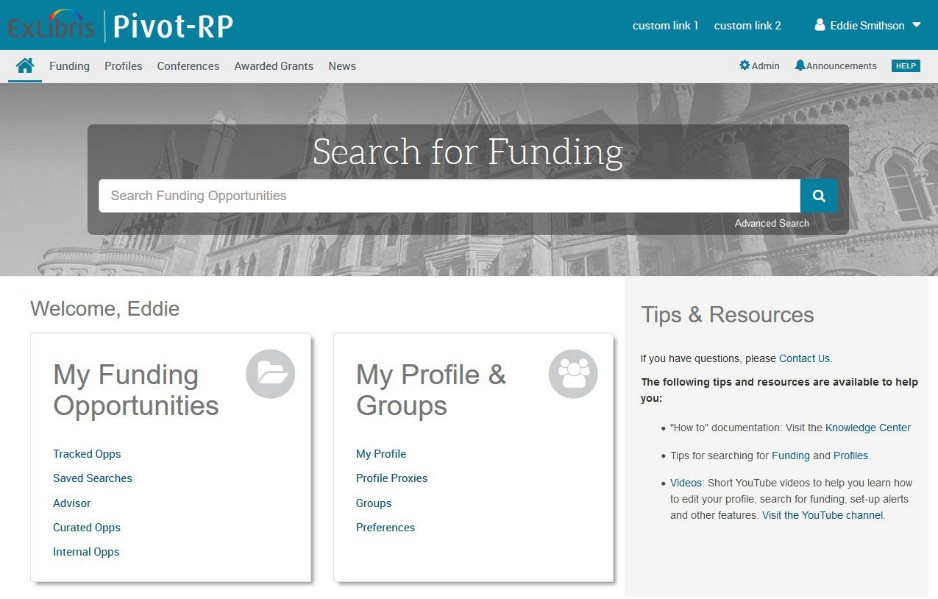 ExLibris Pivot-RP
custom link 1 custom link 2 Eddie Smithson
Funding Profiles Conferences Awarded Grants News
Admin Announcements HELP
Search for Funding
Search Funding Opportunities
Advanced Search
Welcome, Eddie
My Funding
Opportunities
Tracked Opps
Saved Searches
Advisor
Curated Opps
Internal Opps
My Profile &
Groups
My Profile
Profile Proxies
Groups
Preferences
Tips & Resources
If you have questions, please Contact Us.
The following tips and resources are available to help
you:
• "How to" documentation: Visit the Knowledge Center
• Tips for searching for Funding and Profiles
• Videos: Short YouTube videos to help you learn how
to edit your profile, search for funding, set-up alerts
and other features. Visit the YouTube channel.